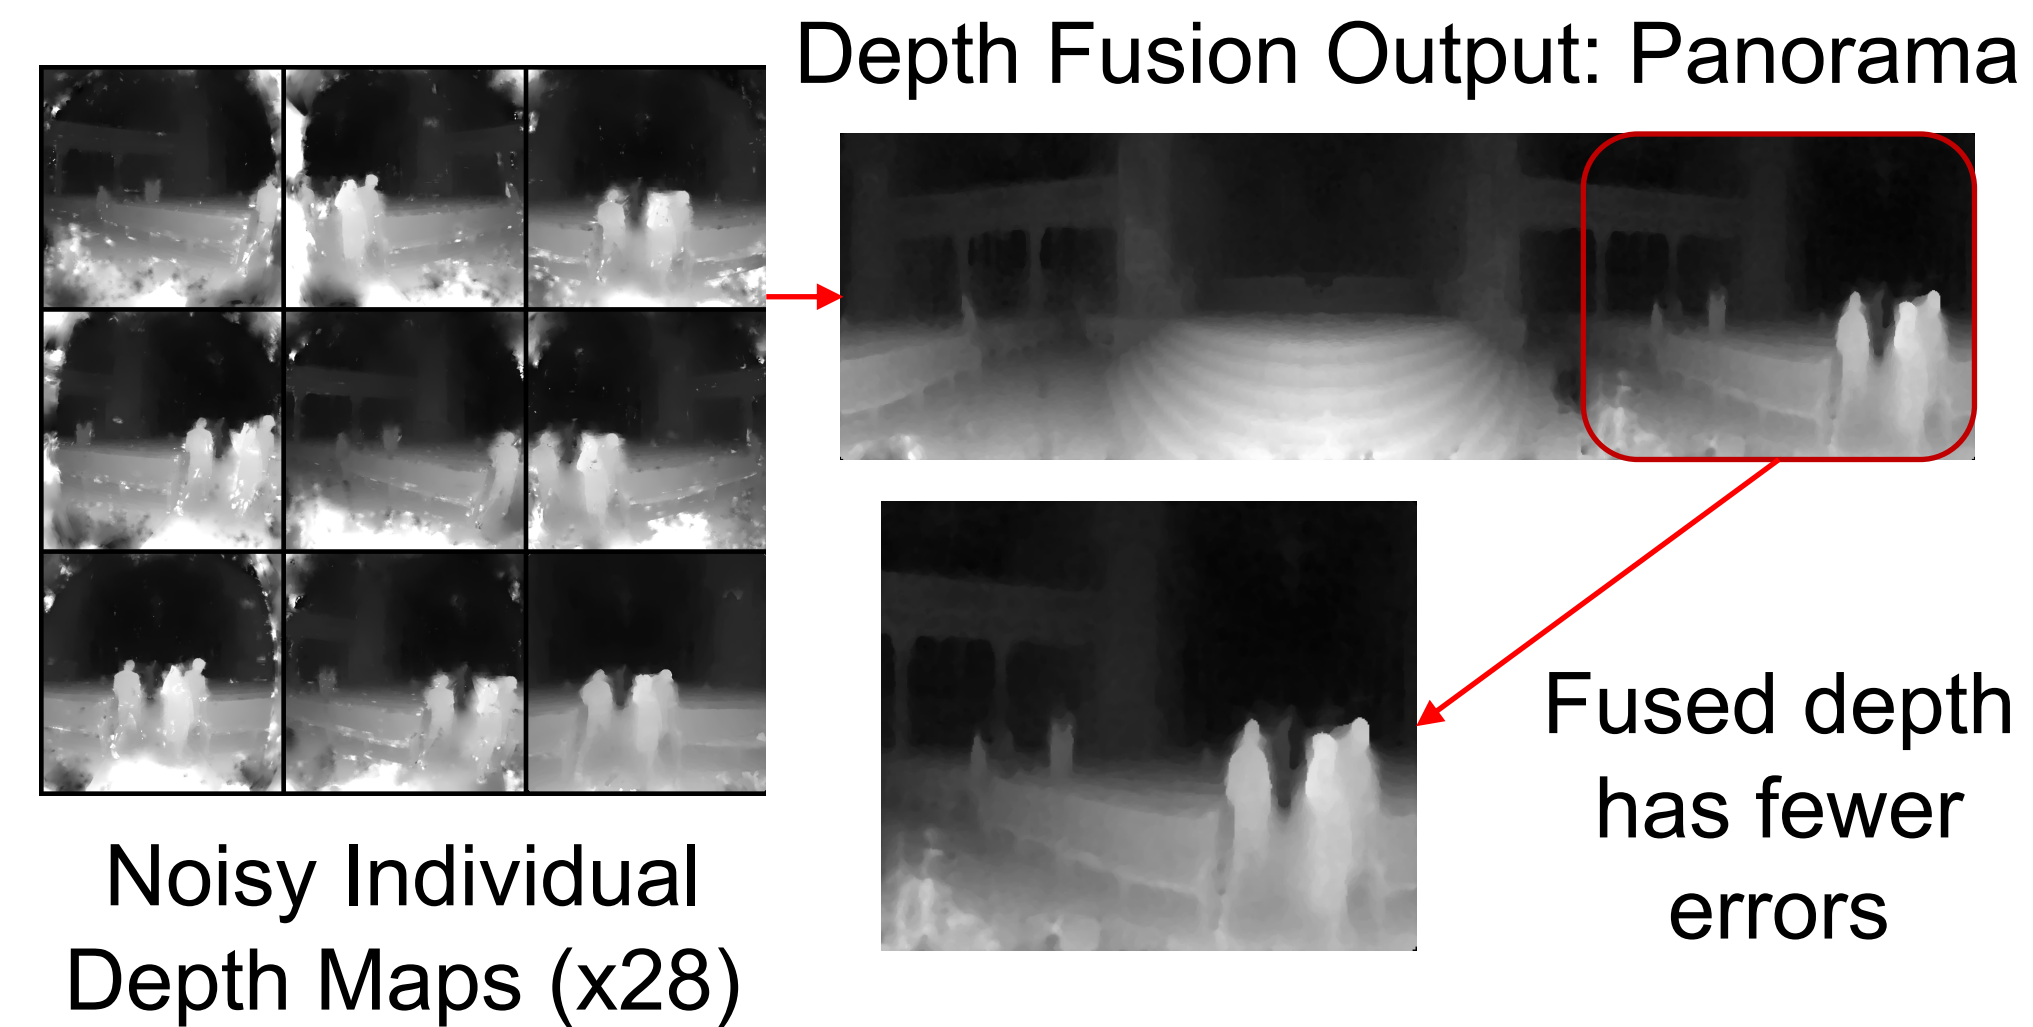 Depth Fusion Output: Panorama
Noisy Individual
Depth Maps (x28)
Fused depth
has fewer
errors